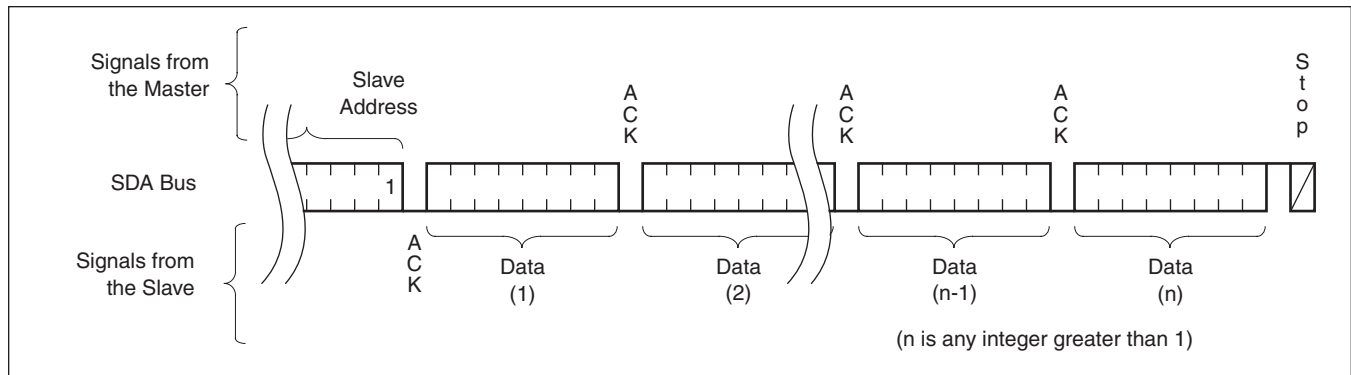 Signals from
the Master
Slave
Address
A
C
K
A
C
K
A
C
K
S
t
o
p
SDA Bus
1
Signals from
the Slave
A
C
K
Data
(1)
Data
(2)
Data
(n-1)
Data
(n)
(n is any integer greater than 1)